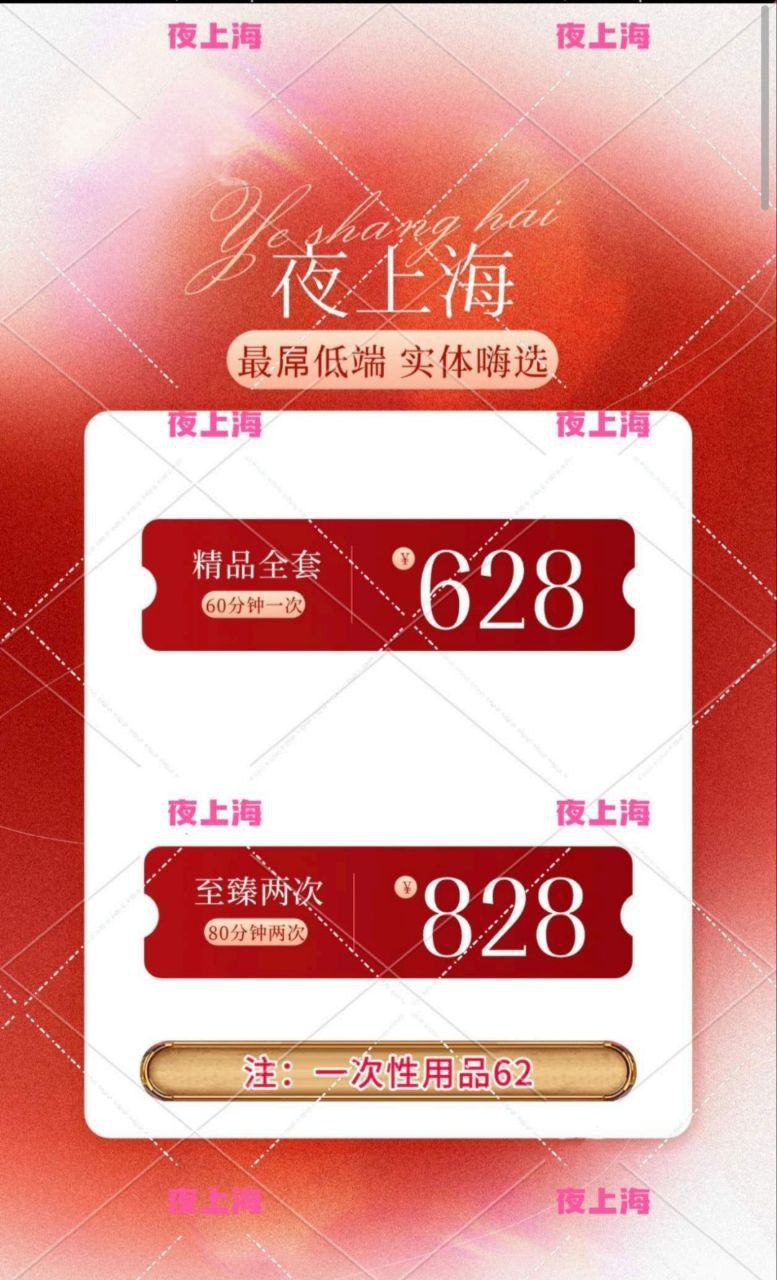 夜上海 夜上海
Ye shang hai
夜上海
最屌低端 实体嗨选
夜上海 夜上海
精品全套
¥628
60分钟一次
夜上海 夜上海
至臻两次
¥828
80分钟两次
注：一次性用品62
夜上海 夜上海